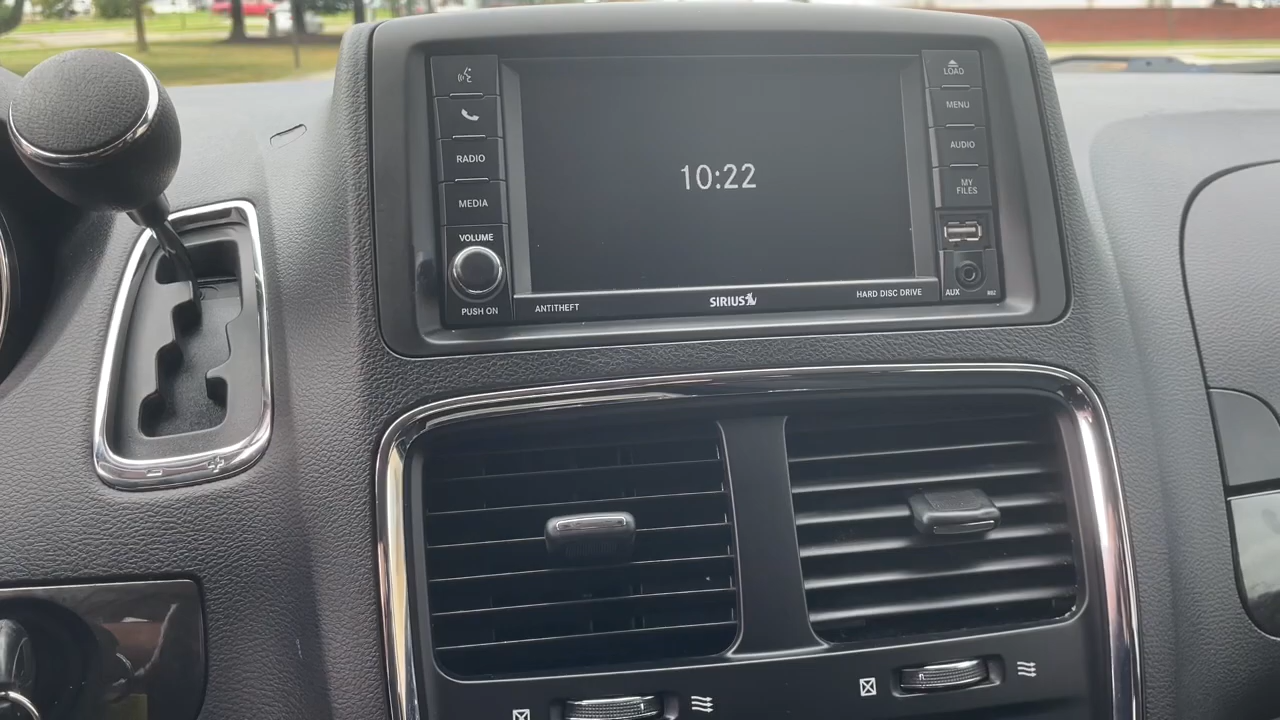 RADIO
MEDIA
VOLUME
PUSH ON
10:22
ANTITHEFT
SIRIUS
HARD DISC DRIVE
LOAD
MENU
AUDIO
MY
FILES
AUX
- +